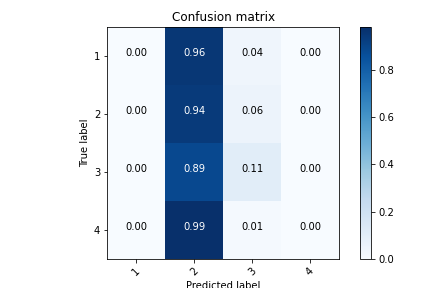 Confusion matrix
1 0.00 0.96 0.04 0.00
2 0.00 0.94 0.06 0.00
3 0.00 0.89 0.11 0.00
4 0.00 0.99 0.01 0.00
True label
1 2 3 4
Predicted label
0.8
0.6
0.4
0.2
0.0